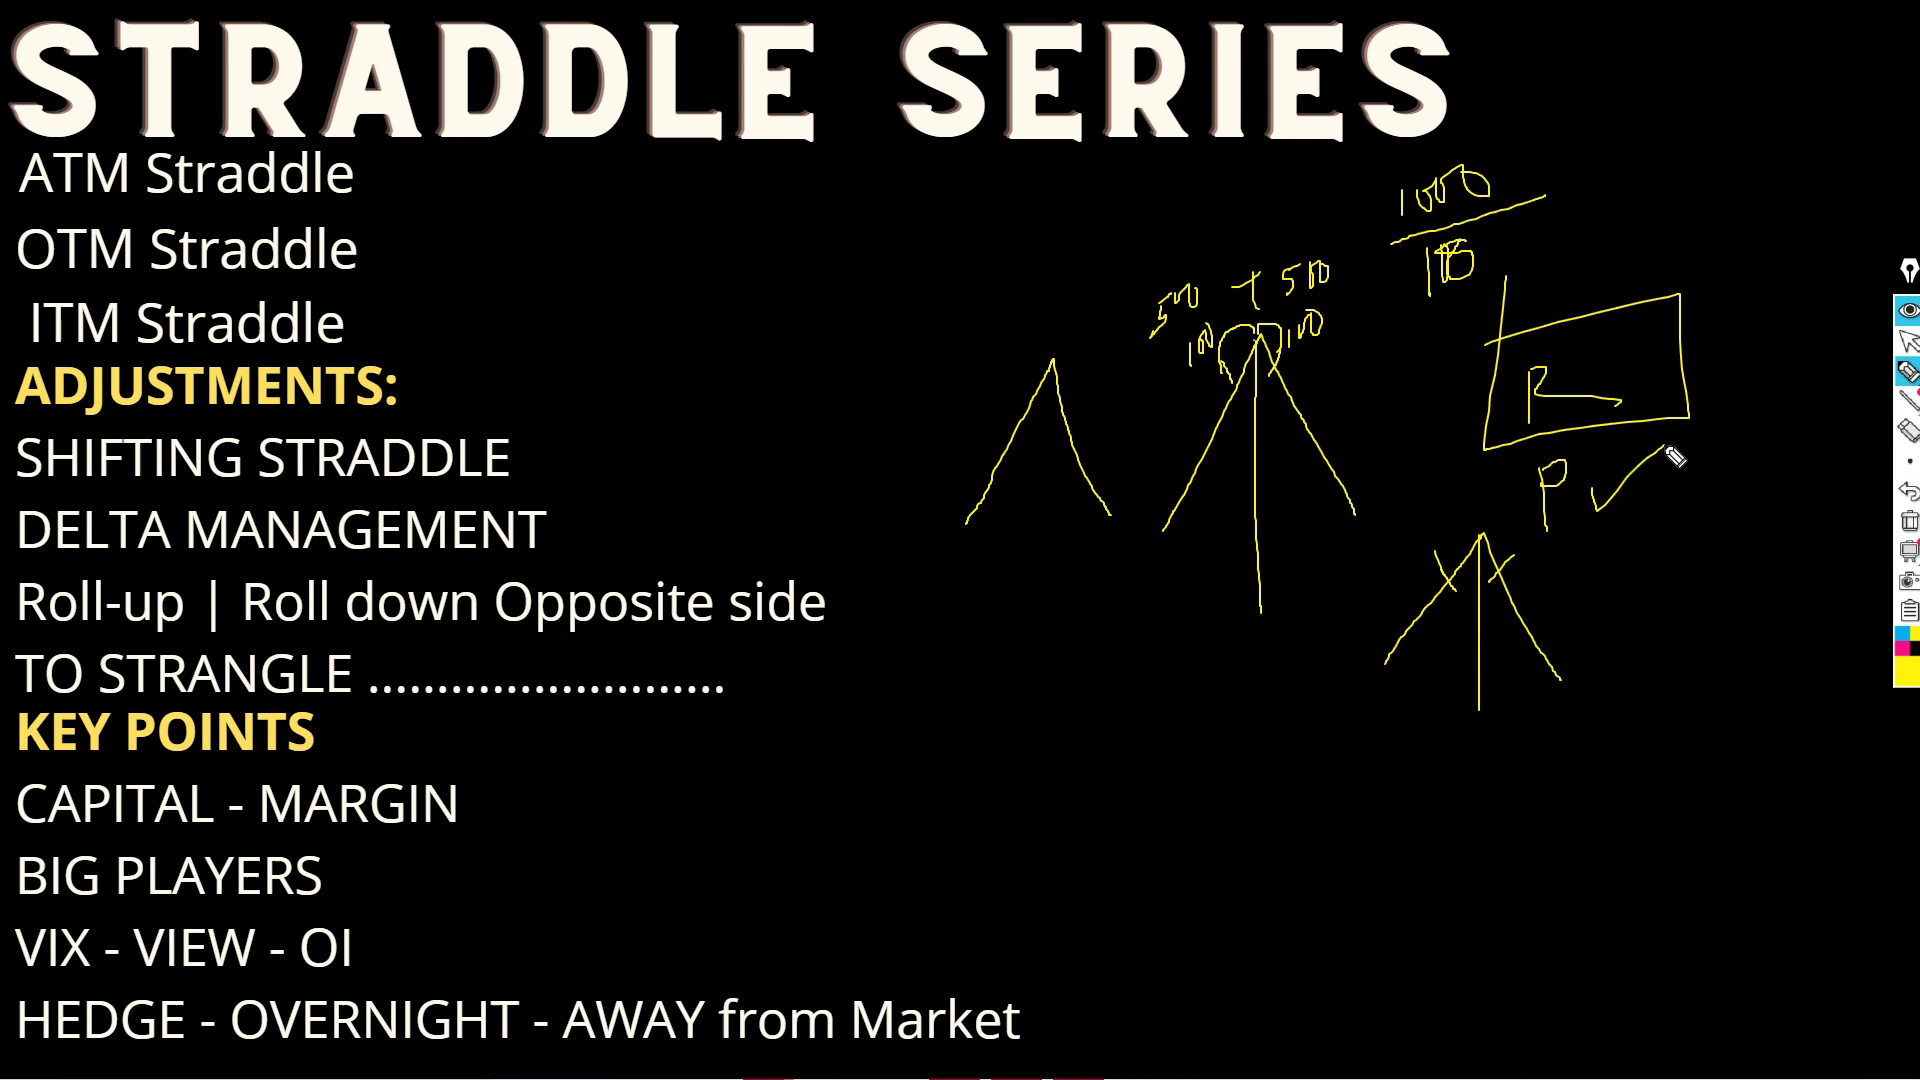 STRADDLE SERIES
ATM Straddle
OTM Straddle
ITM Straddle
ADJUSTMENTS:
SHIFTING STRADDLE
DELTA MANAGEMENT
Roll-up | Roll down Opposite side
TO STRANGLE ..........................
KEY POINTS
CAPITAL - MARGIN
BIG PLAYERS
VIX - VIEW - OI
HEDGE - OVERNIGHT - AWAY from Market
1000
500 + 500
100 100
R
P